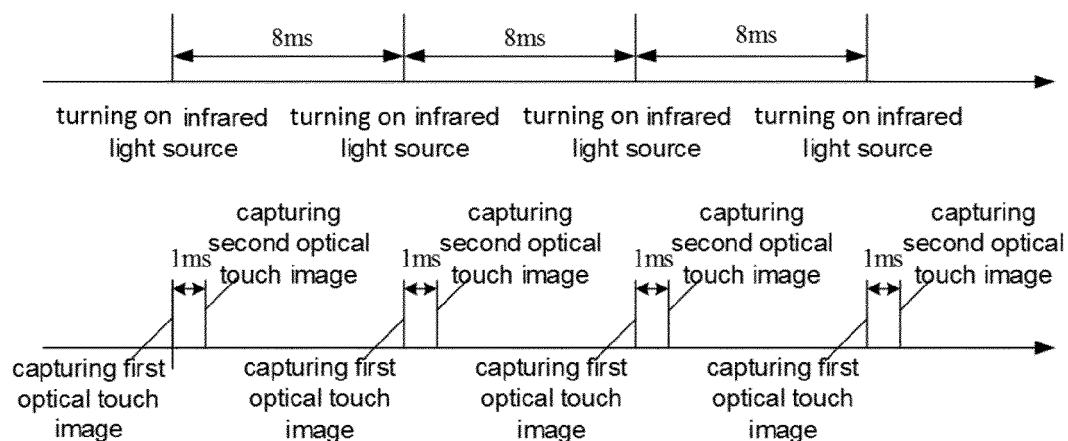 8ms
8ms
8ms
turning on infrared
light source
turning on infrared
light source
turning on infrared
light source
turning on infrared
light source
capturing
second optical
touch image
1ms
capturing
second optical
touch image
1ms
capturing
second optical
touch image
1ms
capturing
second optical
touch image
1ms
capturing first
optical touch
image
capturing first
optical touch
image
capturing first
optical touch
image
capturing first
optical touch
image